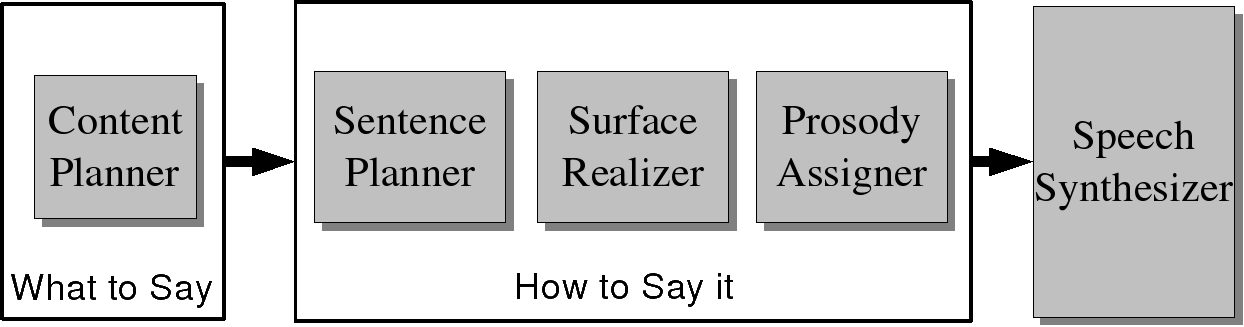 Content
Planner
What to Say
Sentence
Planner
Surface
Realizer
Prosody
Assigner
How to Say it
Speech
Synthesizer